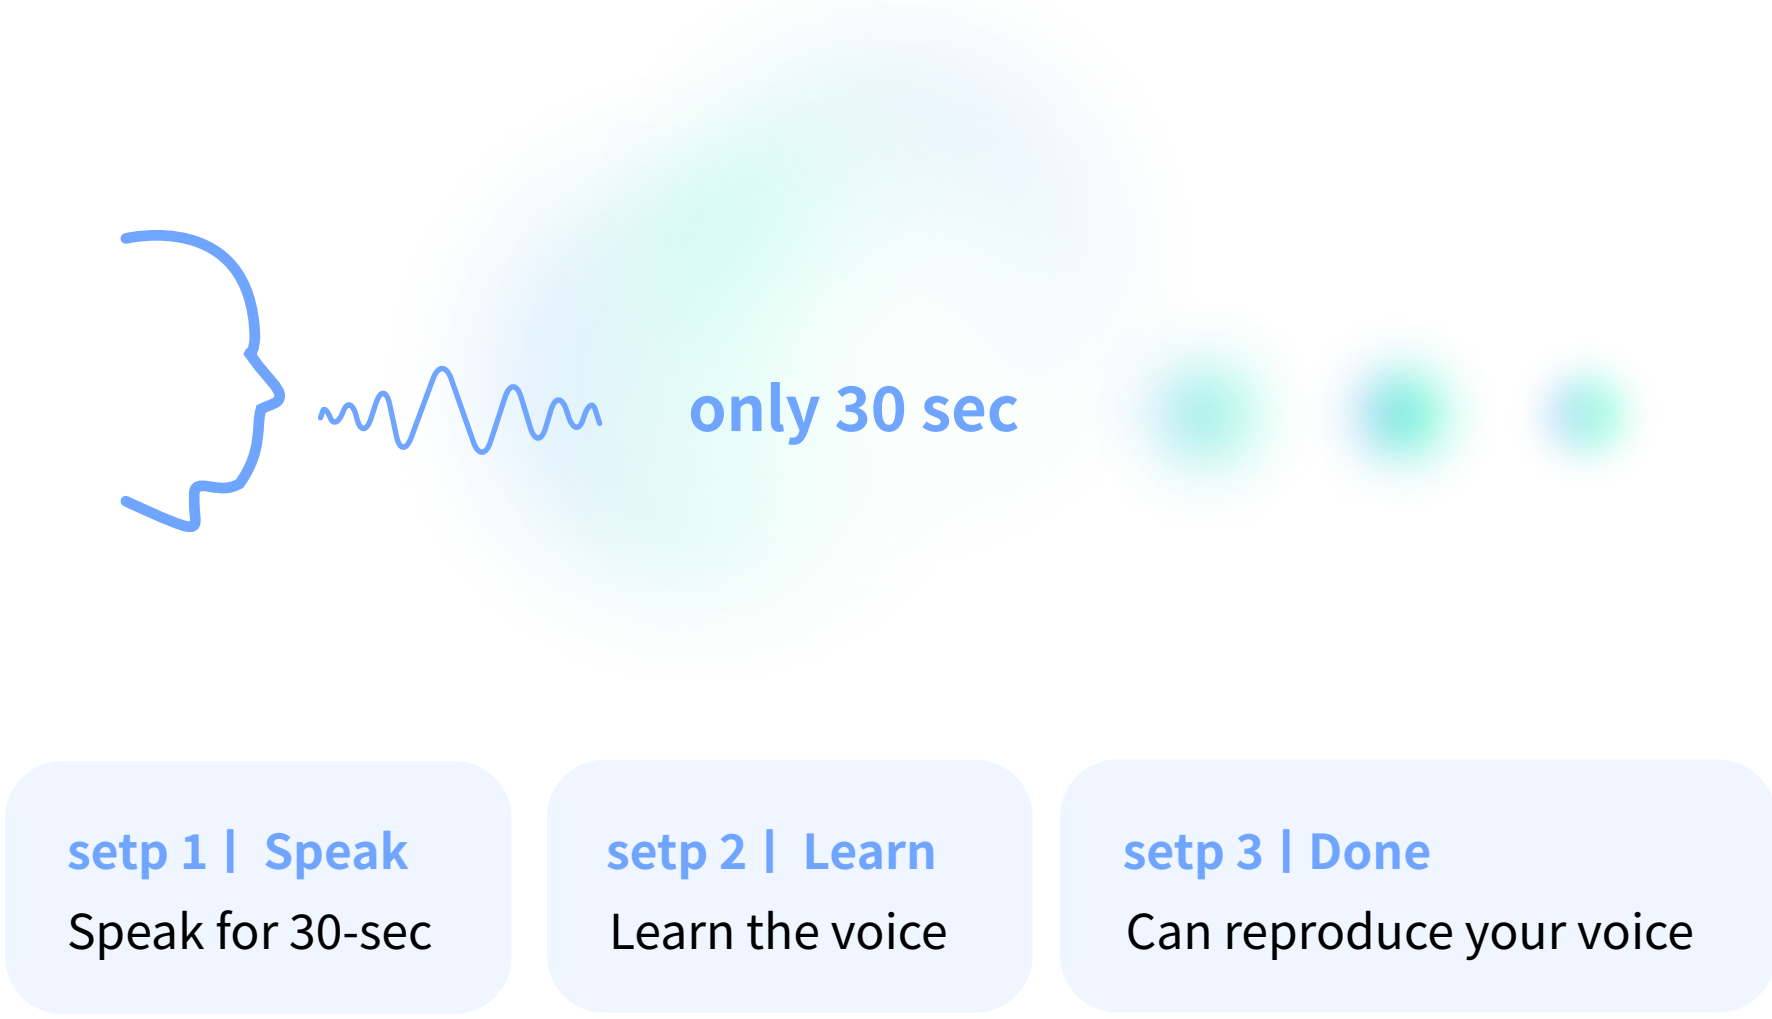 only 30 sec
setp 1 | Speak
Speak for 30-sec
setp 2 | Learn
Learn the voice
setp 3 | Done
Can reproduce your voice